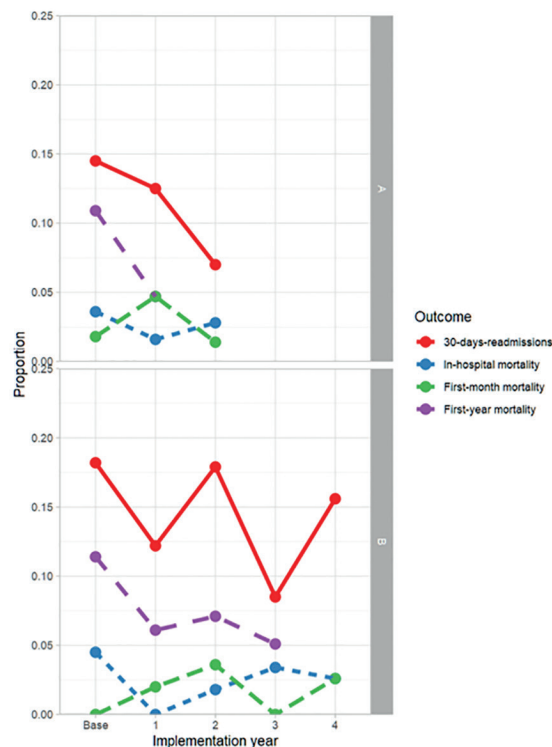 0.25
0.20
0.15
0.10
0.05
0.00
A
0.25
0.20
0.15
0.10
0.05
0.00
B
Proportion
Base 1 2 3 4
Implementation year
Outcome
30-days-readmissions
In-hospital mortality
First-month mortality
First-year mortality